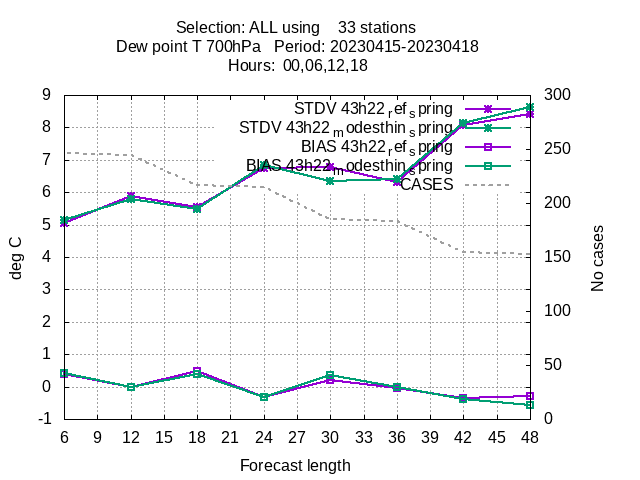 Selection: ALL using    33 stations
Dew point T 700hPa   Period: 20230415-20230418
Hours: 00,06,12,18
STDV 43h22_ref_spring
STDV 43h22_modesthin_spring
BIAS 43h22_ref_spring
BIAS 43h22_modesthin_spring
CASES
9
8
7
6
5
4
3
2
1
0
-1
deg C
300
250
200
150
100
50
0
No cases
6 9 12 15 18 21 24 27 30 33 36 39 42 45 48
Forecast length